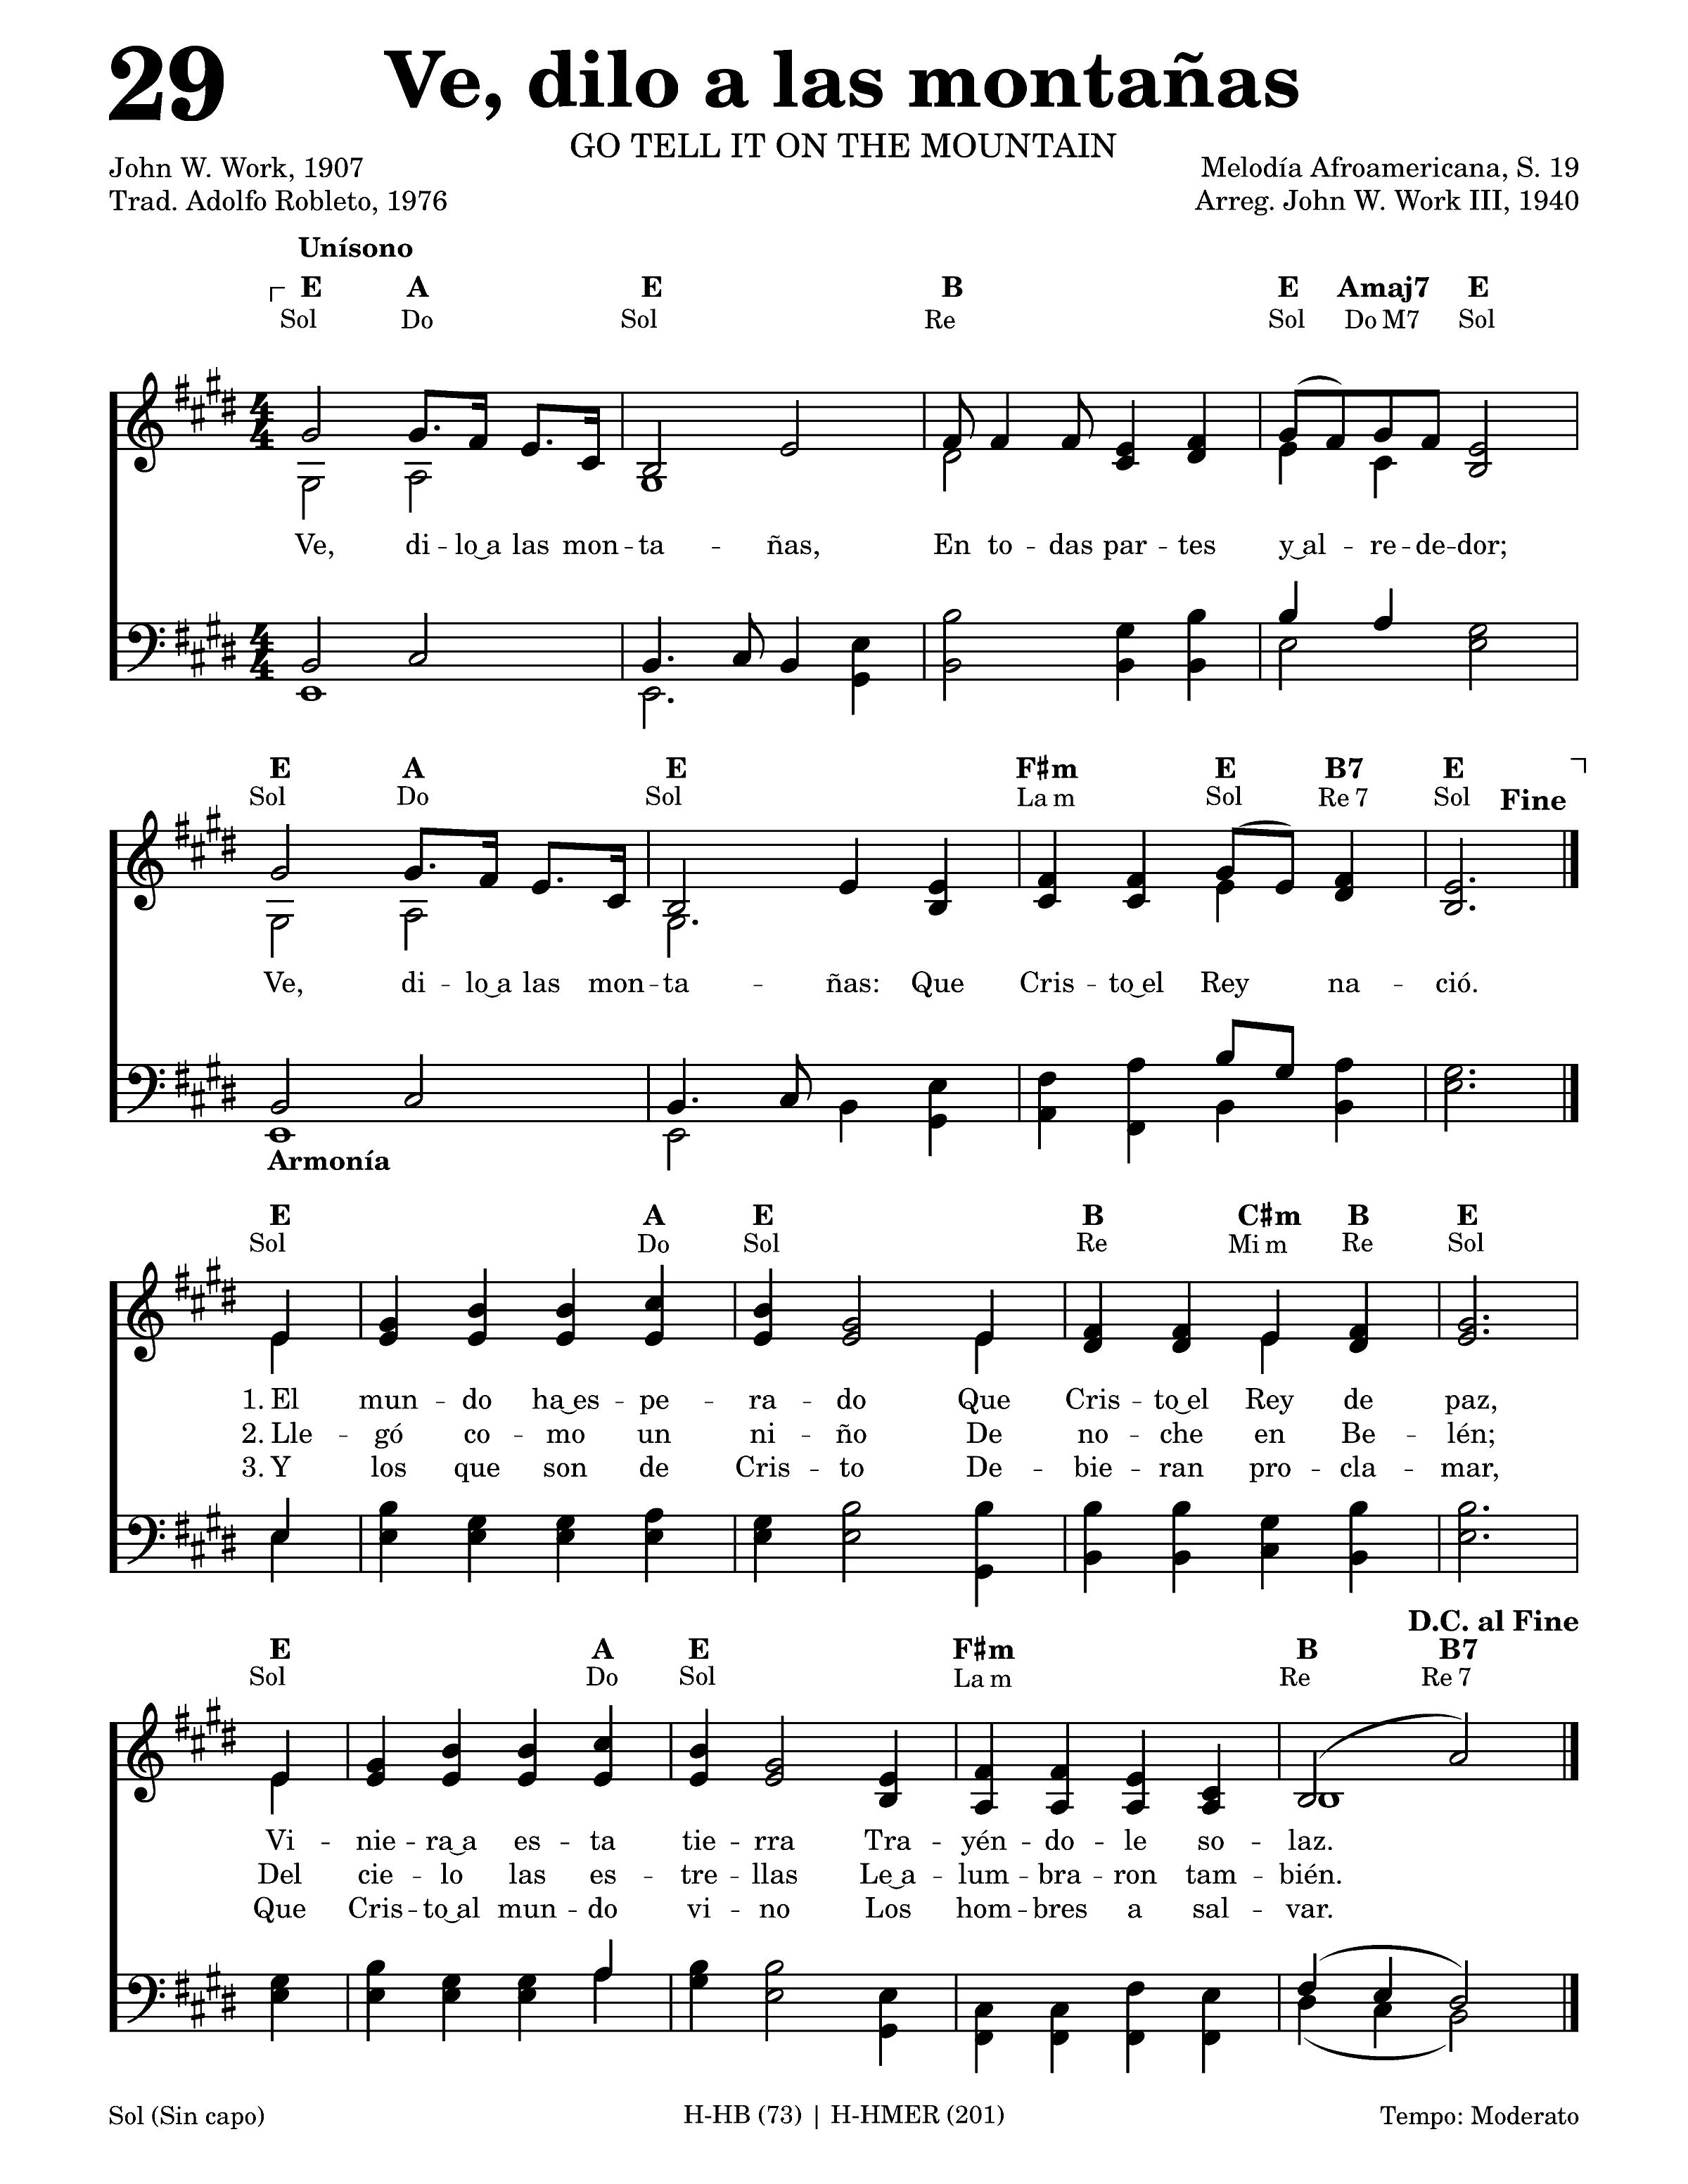 29
Ve, dilo a las montañas
GO TELL IT ON THE MOUNTAIN
John W. Work, 1907
Trad. Adolfo Robleto, 1976
Melodía Afroamericana, S. 19
Arreg. John W. Work III, 1940
Unísono
E A E B E Amaj7 E
Sol Do Sol Re Sol Do M7 Sol
4 4
Ve, di - lo‿a las mon - ta - ñas, En to - das par - tes y‿al - re - de - dor;
4 4
E A E F♯m E B7 E
Sol Do Sol La m Sol Re 7 Sol Fine
Ve, di - lo‿a las mon - ta - ñas: Que Cris - to‿el Rey na - ció.
Armonía
E A E B C♯m B E
Sol Do Sol Re Mi m Re Sol
1. El mun - do ha‿es - pe - ra - do Que Cris - to‿el Rey de paz,
2. Lle - gó co - mo un ni - ño De no - che en Be - lén;
3. Y los que son de Cris - to De - bie - ran pro - cla - mar,
D.C. al Fine
E A E F♯m B B7
Sol Do Sol La m Re Re 7
Vi - nie - ra‿a es - ta tie - rra Tra - yén - do - le so - laz.
Del cie - lo las es - tre - llas Le‿a - lum - bra - ron tam - bién.
Que Cris - to‿al mun - do vi - no Los hom - bres a sal - var.
Sol (Sin capo)
H-HB (73) | H-HMER (201)
Tempo: Moderato